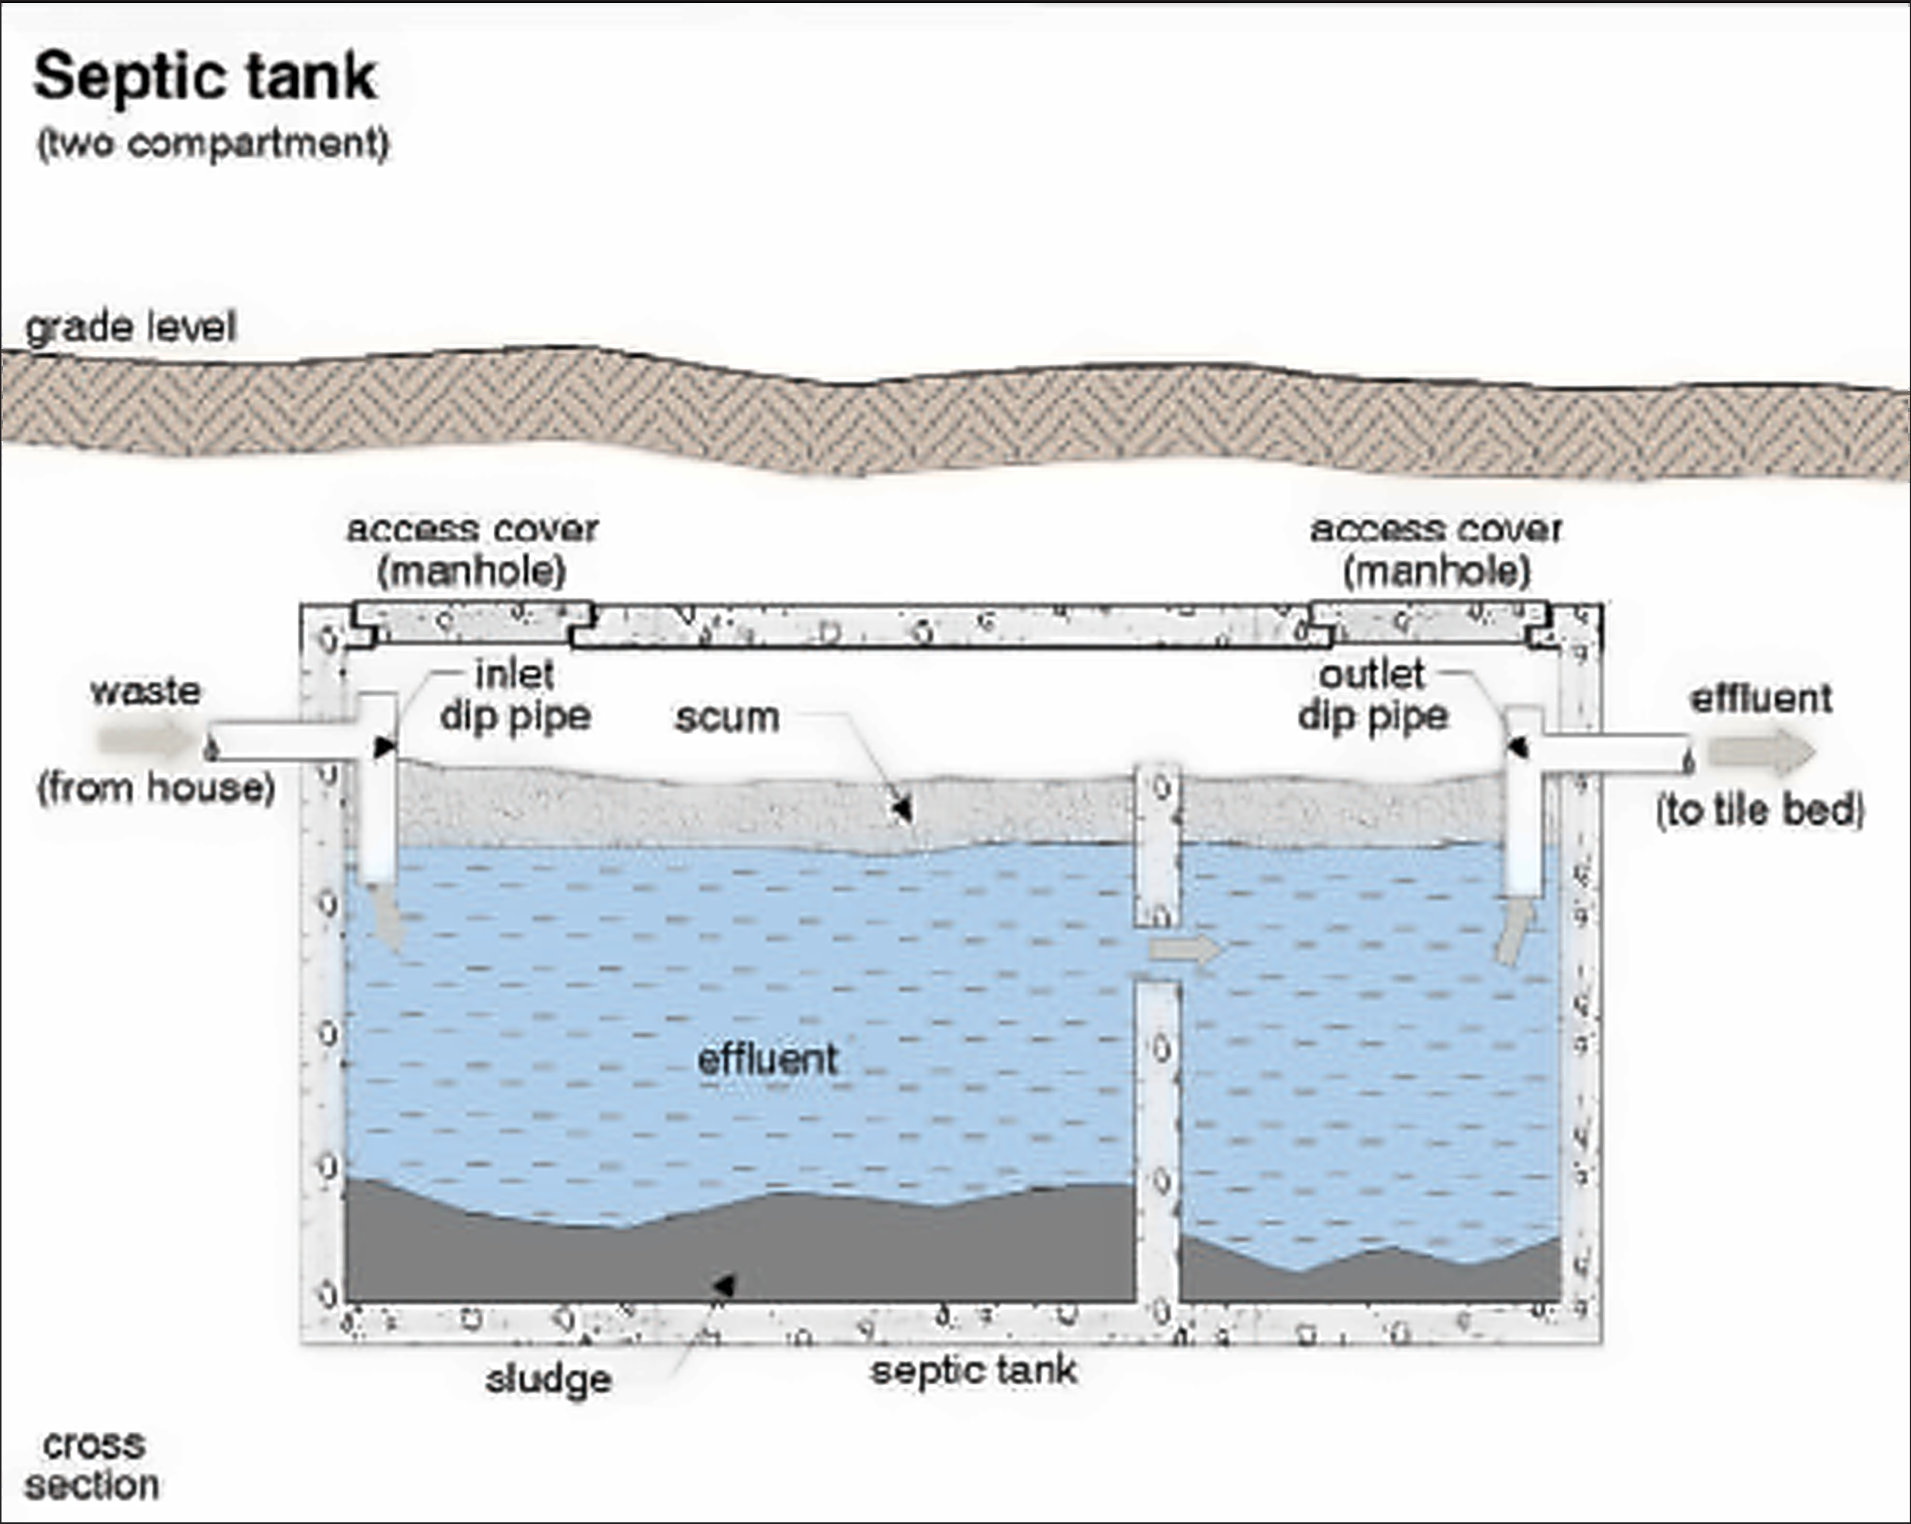 Septic tank
(two compartment)
grade level
access cover
(manhole)
access cover
(manhole)
waste
(from house)
inlet
dip pipe
scum
outlet
dip pipe
effluent
(to tile bed)
effluent
sludge
septic tank
cross
section